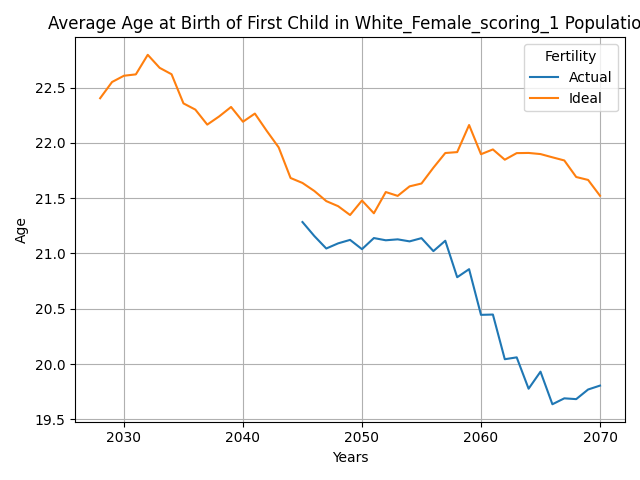 Average Age at Birth of First Child in White_Female_scoring_1 Populatio
Fertility
Actual
Ideal
Age
22.5
22.0
21.5
21.0
20.5
20.0
19.5
2030 2040 2050 2060 2070
Years